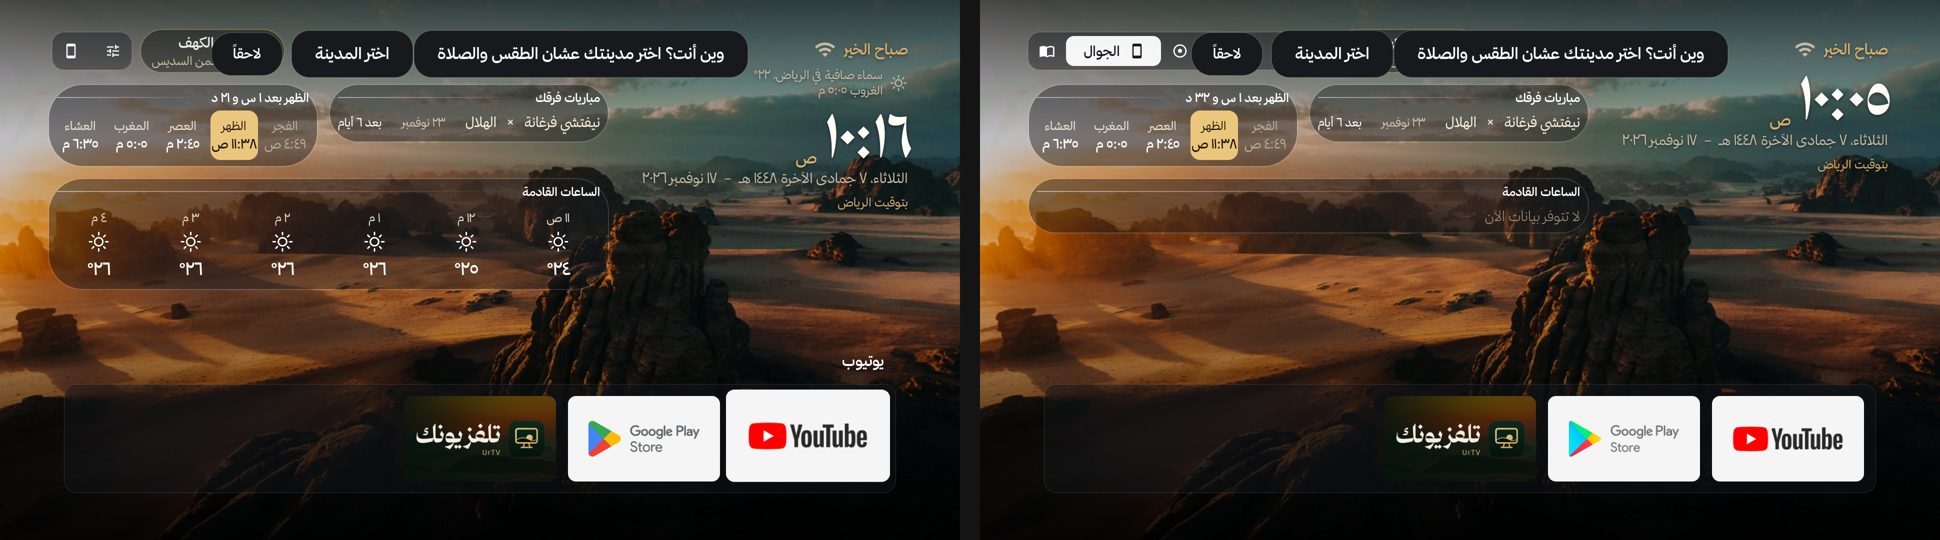 صباح الخير
وين أنت؟ اختر مدينتك عشان الطقس والصلاة
اختر المدينة
لاحقاً
الكهف
السديس
سماء صافية في الرياض، ٢٢°
الغروب ٥:٠٥ م
١٠:١٦ ص
الثلاثاء، ٧ جمادى الآخرة ١٤٤٨ هـ – ١٧ نوفمبر ٢٠٢٦
بتوقيت الرياض
مباريات فرقك
نيفتشي فرغانة × الهلال ٢٣ نوفمبر بعد ٦ أيام
الظهر بعد ١ س و ٢١ د
الفجر الظهر العصر المغرب العشاء
٤:٤٩ ص ١١:٣٨ ص ٢:٤٥ م ٥:٠٥ م ٦:٣٥ م
الساعات القادمة
١١ ص ١٢ م ١ م ٢ م ٣ م ٤ م
٢٤° ٢٥° ٢٦° ٢٦° ٢٦° ٢٦°
يوتيوب
YouTube
Google Play
Store
تلفزيونك
UrTV
صباح الخير
وين أنت؟ اختر مدينتك عشان الطقس والصلاة
اختر المدينة
لاحقاً
الجوال
١٠:٠٥ ص
الثلاثاء، ٧ جمادى الآخرة ١٤٤٨ هـ – ١٧ نوفمبر ٢٠٢٦
بتوقيت الرياض
مباريات فرقك
نيفتشي فرغانة × الهلال ٢٣ نوفمبر بعد ٦ أيام
الظهر بعد ١ س و ٣٢ د
الفجر الظهر العصر المغرب العشاء
٤:٤٩ ص ١١:٣٨ ص ٢:٤٥ م ٥:٠٥ م ٦:٣٥ م
الساعات القادمة
لا تتوفر بيانات الآن
YouTube
Google Play
Store
تلفزيونك
UrTV